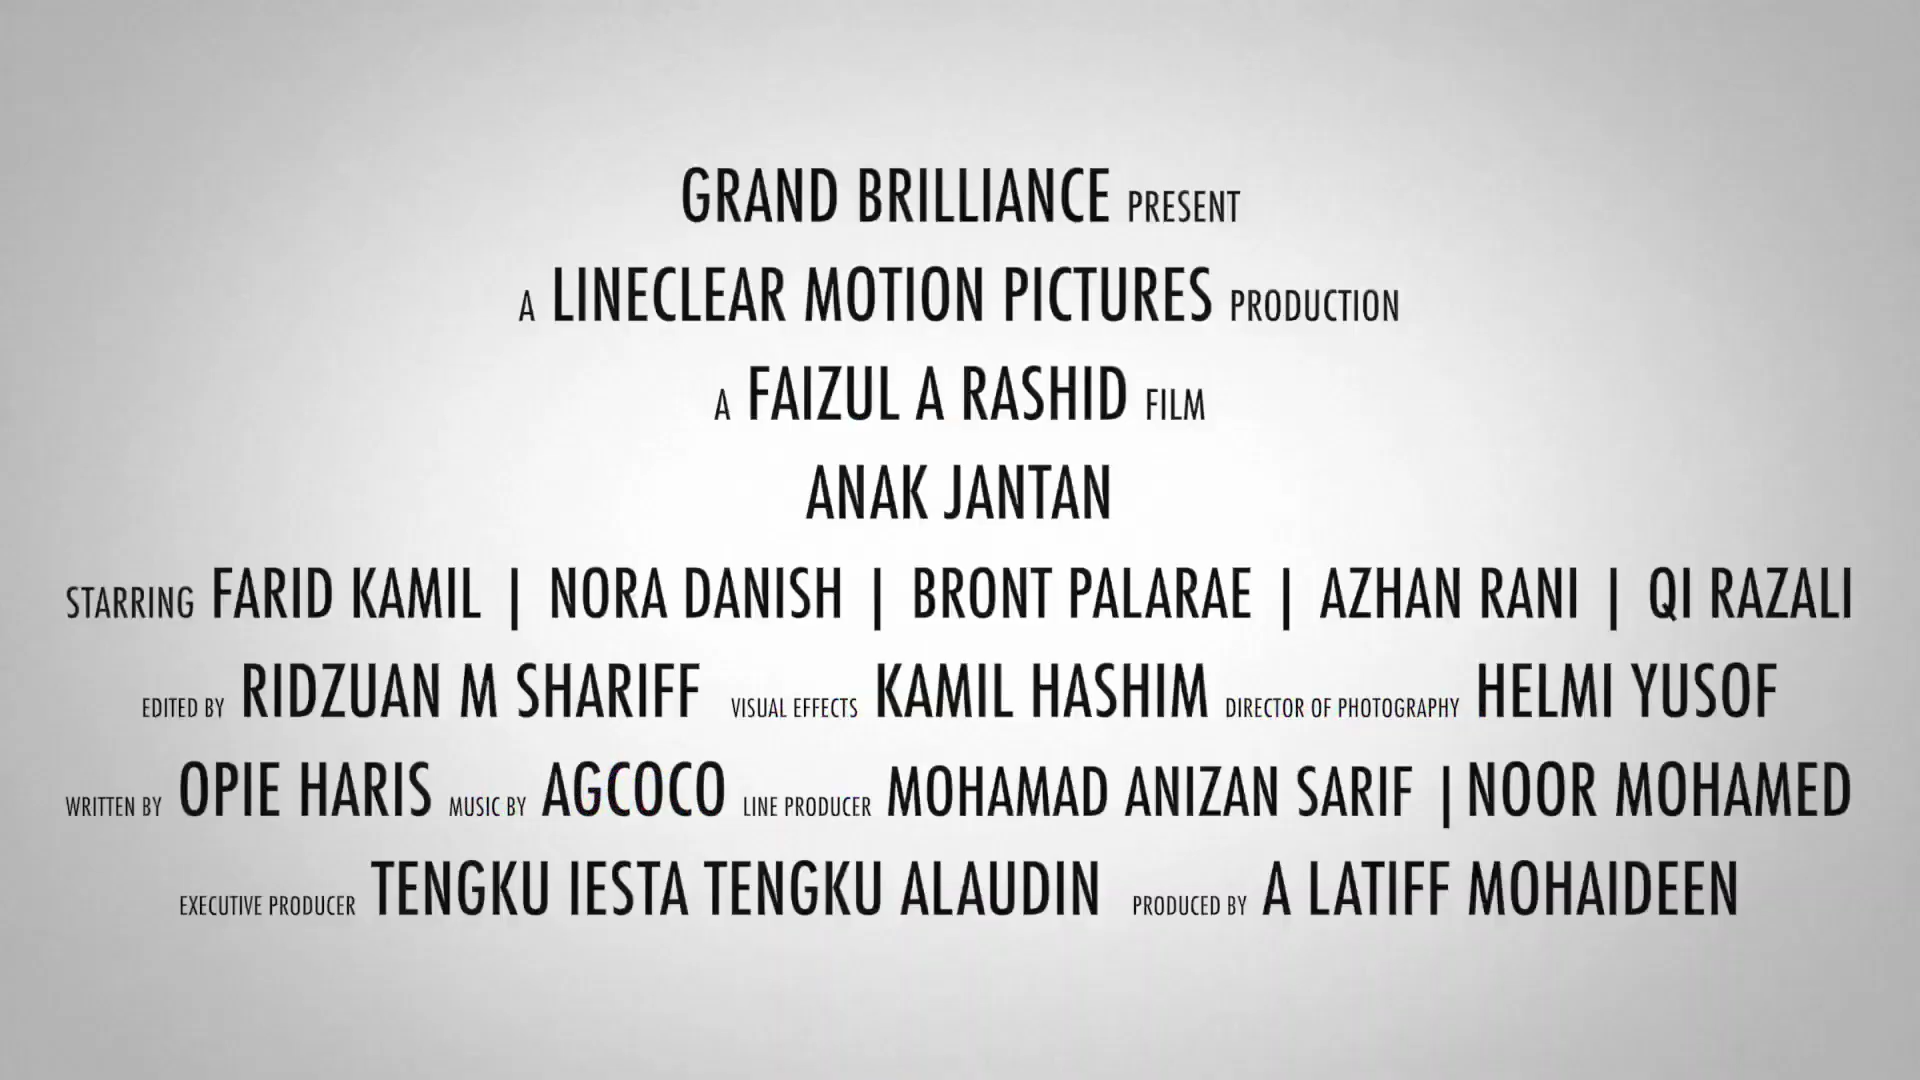 GRAND BRILLIANCE PRESENT
A LINECLEAR MOTION PICTURES PRODUCTION
A FAIZUL A RASHID FILM
ANAK JANTAN
STARRING FARID KAMIL | NORA DANISH | BRONT PALARAE | AZHAN RANI | QI RAZALI
EDITED BY RIDZUAN M SHARIFF VISUAL EFFECTS KAMIL HASHIM DIRECTOR OF PHOTOGRAPHY HELMI YUSOF
WRITTEN BY OPIE HARIS MUSIC BY AGCOCO LINE PRODUCER MOHAMAD ANIZAN SARIF | NOOR MOHAMED
EXECUTIVE PRODUCER TENGKU IESTA TENGKU ALAUDIN PRODUCED BY A LATIFF MOHAIDEEN